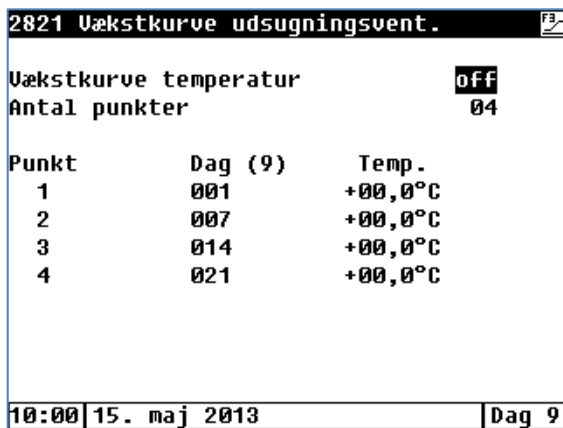 2821 Vækstkurve udsugningsvent. F3
Vækstkurve temperatur off
Antal punkter 04
Punkt Dag (9) Temp.
1 001 +00,0°C
2 007 +00,0°C
3 014 +00,0°C
4 021 +00,0°C
10:00 15. maj 2013 Dag 9